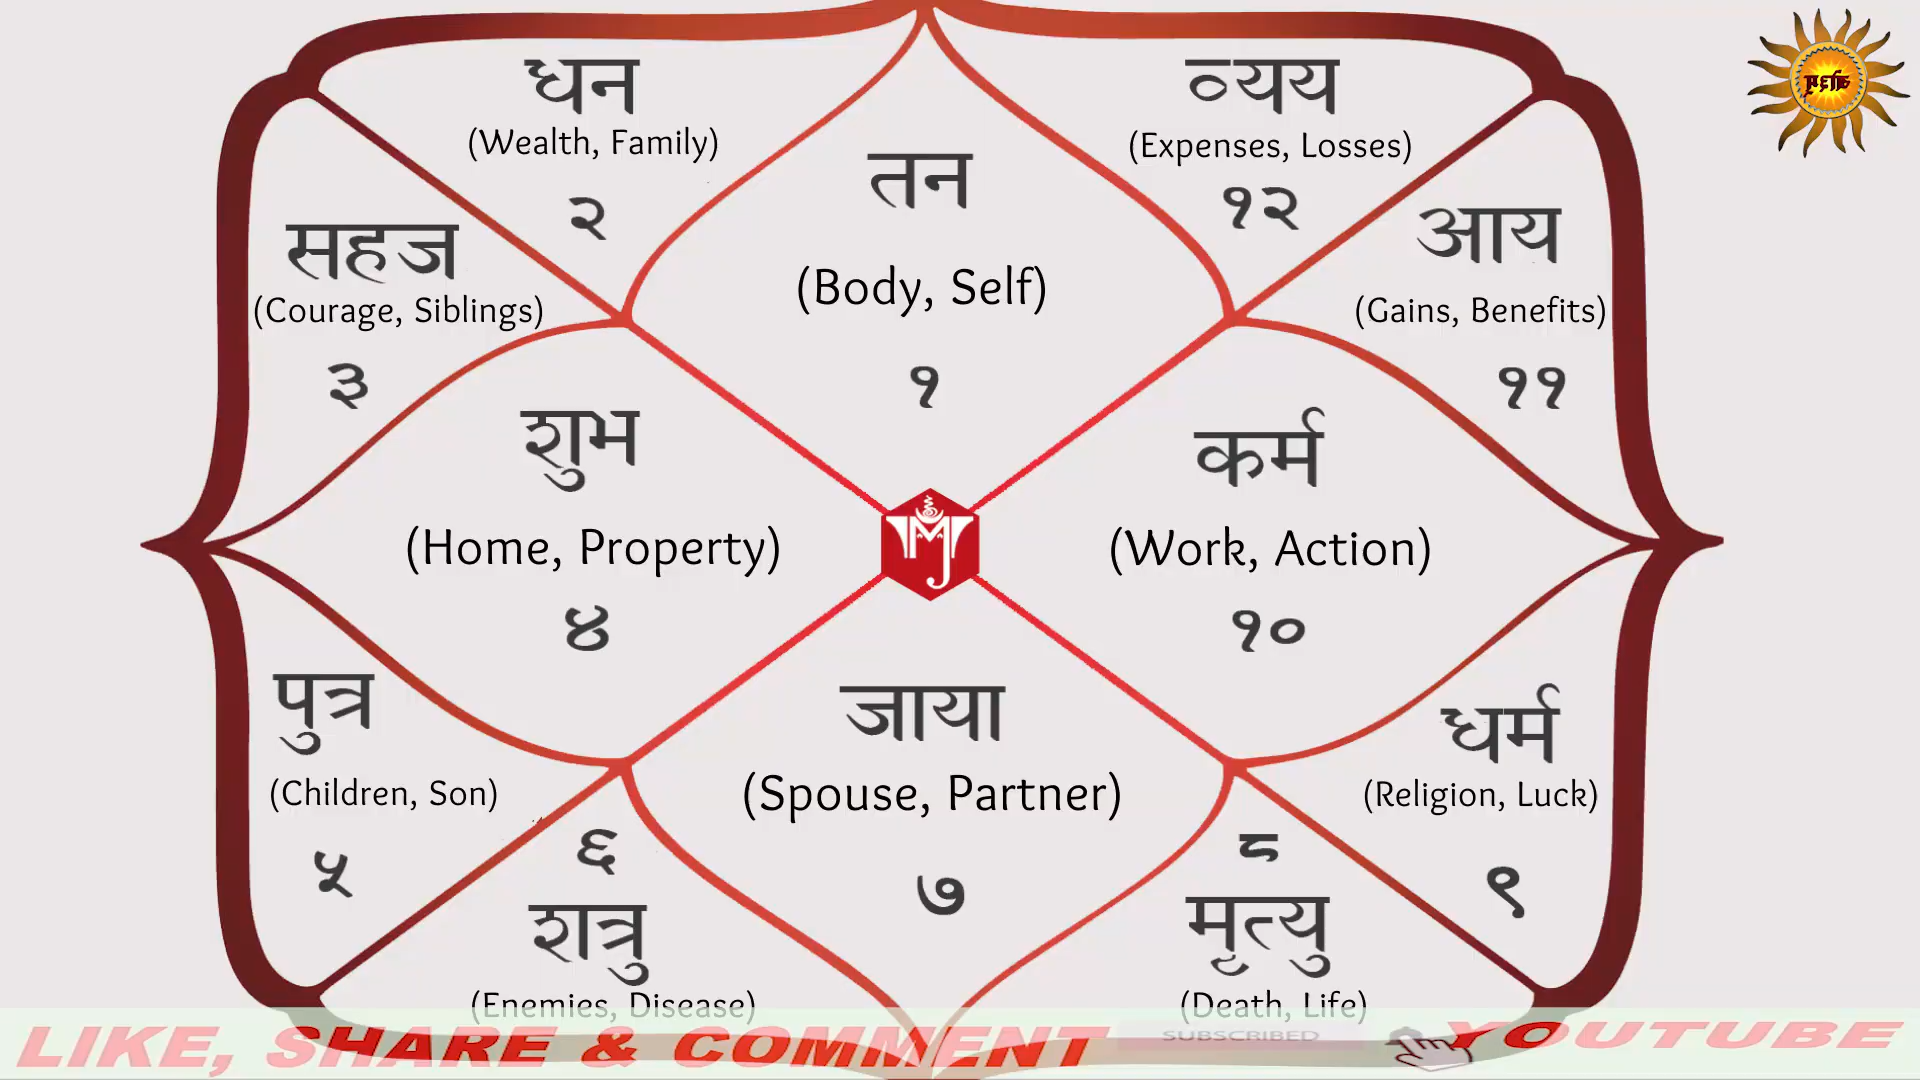 धन
(Wealth, Family)
२
तन
(Body, Self)
१
व्यय
(Expenses, Losses)
१२
सहज
(Courage, Siblings)
३
आय
(Gains, Benefits)
११
शुभ
(Home, Property)
४
कर्म
(Work, Action)
१०
पुत्र
(Children, Son)
५
जाया
(Spouse, Partner)
७
धर्म
(Religion, Luck)
९
६
शत्रु
(Enemies, Disease)
८
मृत्यु
(Death, Life)
LIKE, SHARE & COMMENT
SUBSCRIBED
YOUTUBE